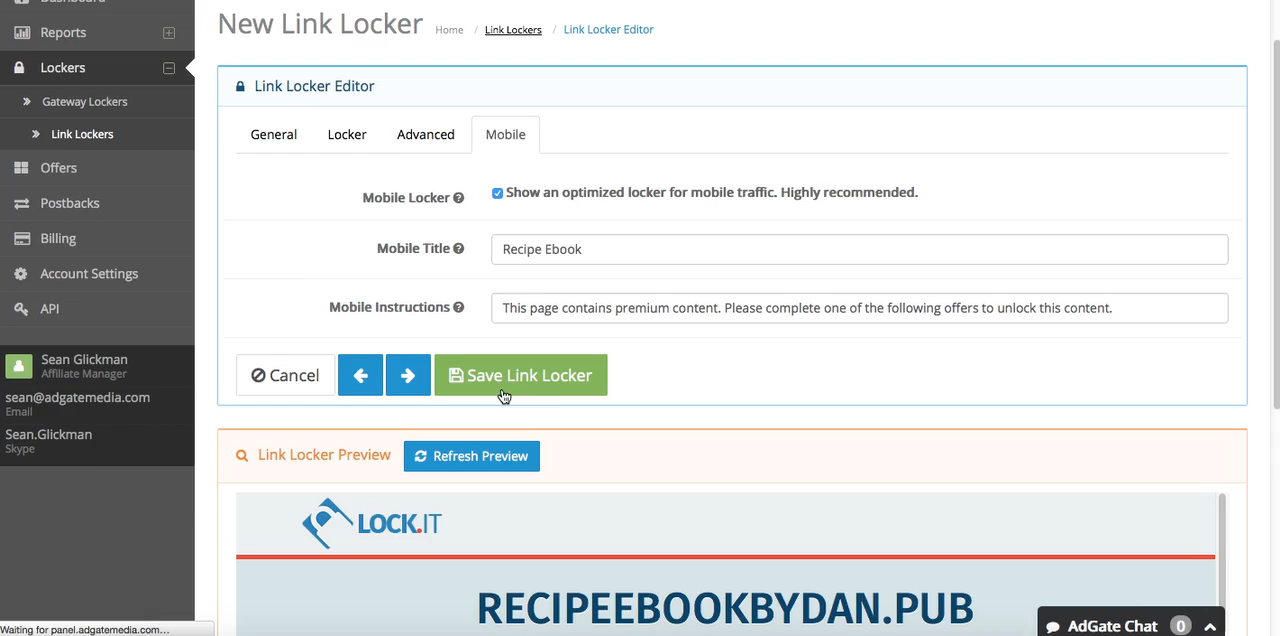 Dashboard
New Link Locker
Home / Link Lockers / Link Locker Editor
Reports
Lockers
Gateway Lockers
Link Lockers
Offers
Postbacks
Billing
Account Settings
API
Sean Glickman
Affiliate Manager
sean@adgatemedia.com
Email
Sean.Glickman
Skype
Waiting for panel.adgatemedia.com...
Link Locker Editor
General Locker Advanced Mobile
Mobile Locker Show an optimized locker for mobile traffic. Highly recommended.
Mobile Title Recipe Ebook
Mobile Instructions This page contains premium content. Please complete one of the following offers to unlock this content.
Cancel Save Link Locker
Link Locker Preview Refresh Preview
LOCK.IT
RECIPEEBOOKBYDAN.PUB
AdGate Chat 0